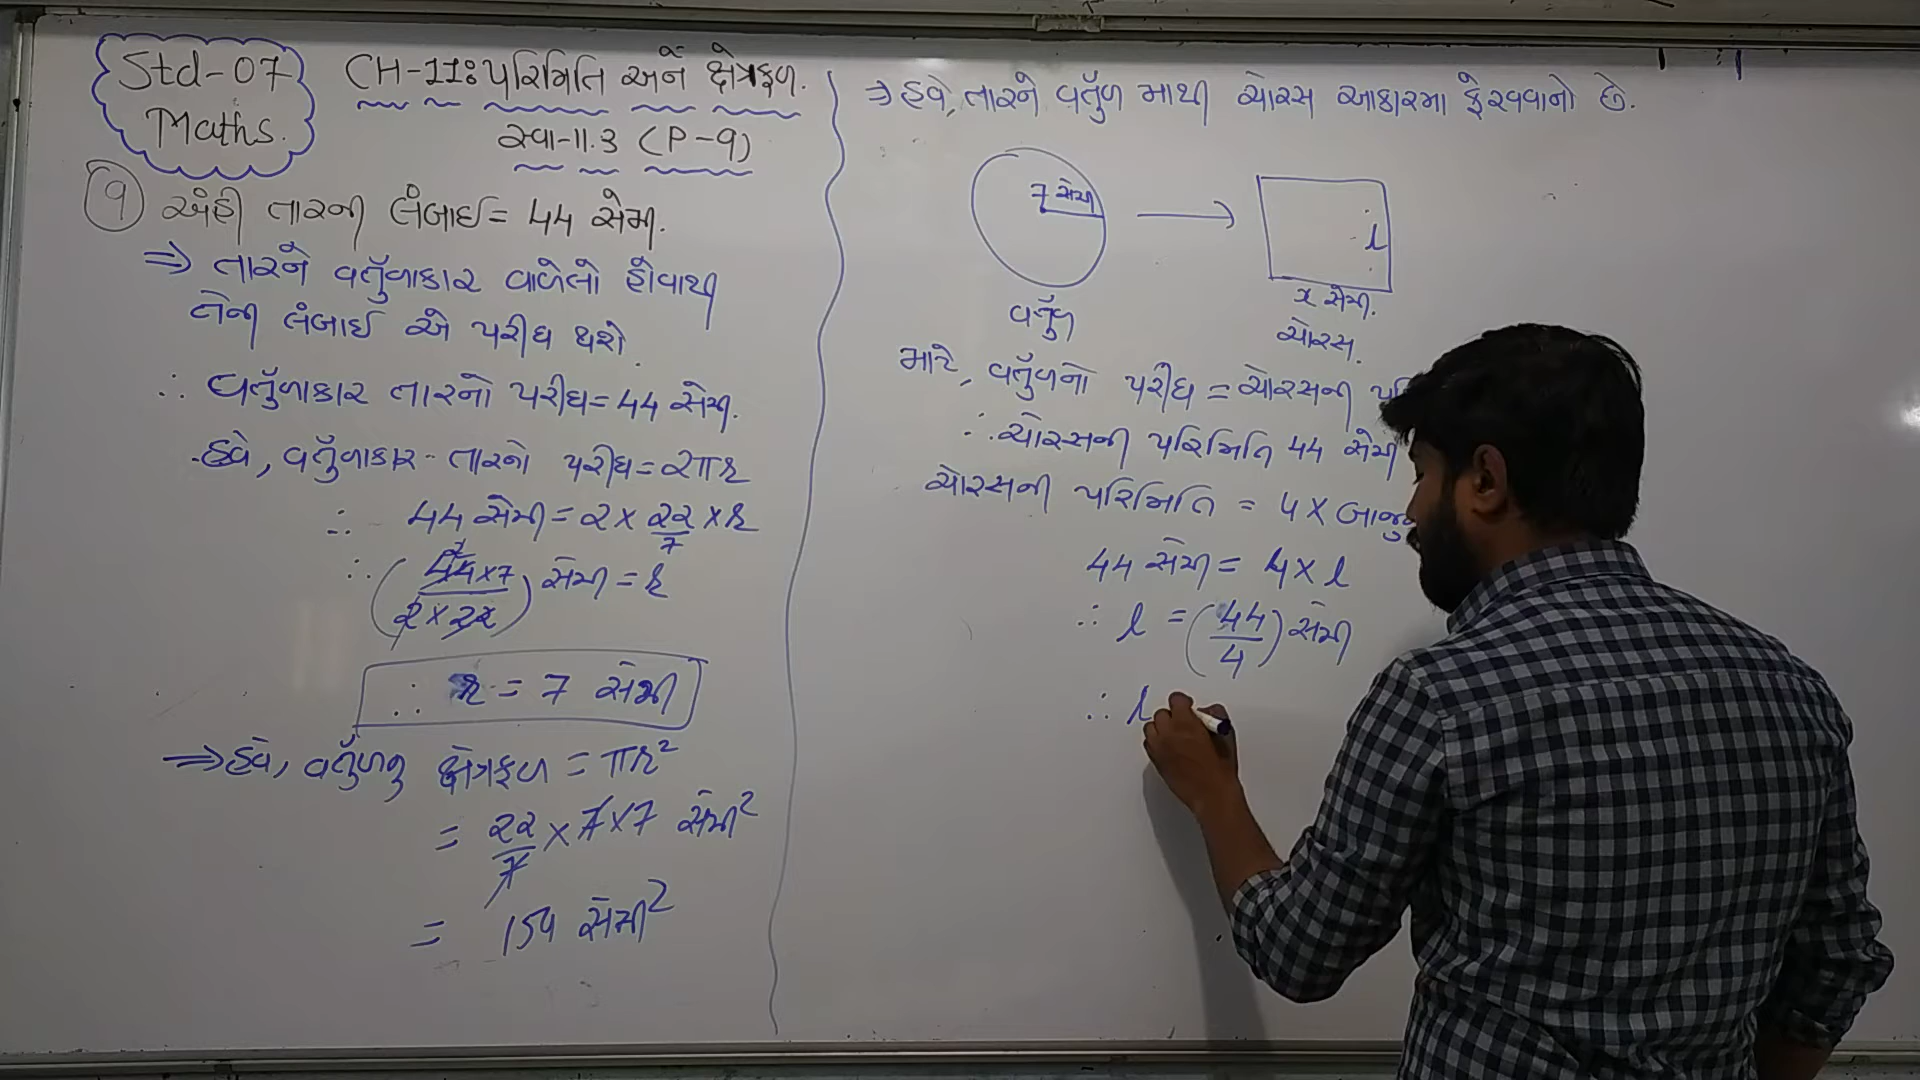 Std-07
Maths.
CH-11: પરિમિતિ અને ક્ષેત્રફળ.
સ્વા-11.3 (P-9)
9 અંહી તારની લંબાઈ = 44 સેમી.
⇒ તારને વર્તુળાકાર વાળેલો હોવાથી
તેની લંબાઈ એ પરીઘ થશે.
∴ વર્તુળાકાર તારનો પરીઘ = 44 સેમી.
હવે, વર્તુળાકાર તારનો પરીઘ = 2πr
∴ 44 સેમી = 2 × 22/7 × r
∴ (44×7 / 2×22) સેમી = r
∴ r = 7 સેમી
⇒ હવે, વર્તુળનુ ક્ષેત્રફળ = πr²
= 22/7 × 7 × 7 સેમી²
= 154 સેમી²
⇒ હવે, તારને વર્તુળ માથી ચોરસ આકારમા ફેરવવાનો છે.
7 સેમી
l
x સેમી.
વર્તુળ
ચોરસ.
માટે, વર્તુળનો પરીઘ = ચોરસની
∴ ચોરસની પરિમિતિ 44 સેમી
ચોરસની પરિમિતિ = 4 × બાજુ
44 સેમી = 4 × l
∴ l = (44/4) સેમી
∴ l